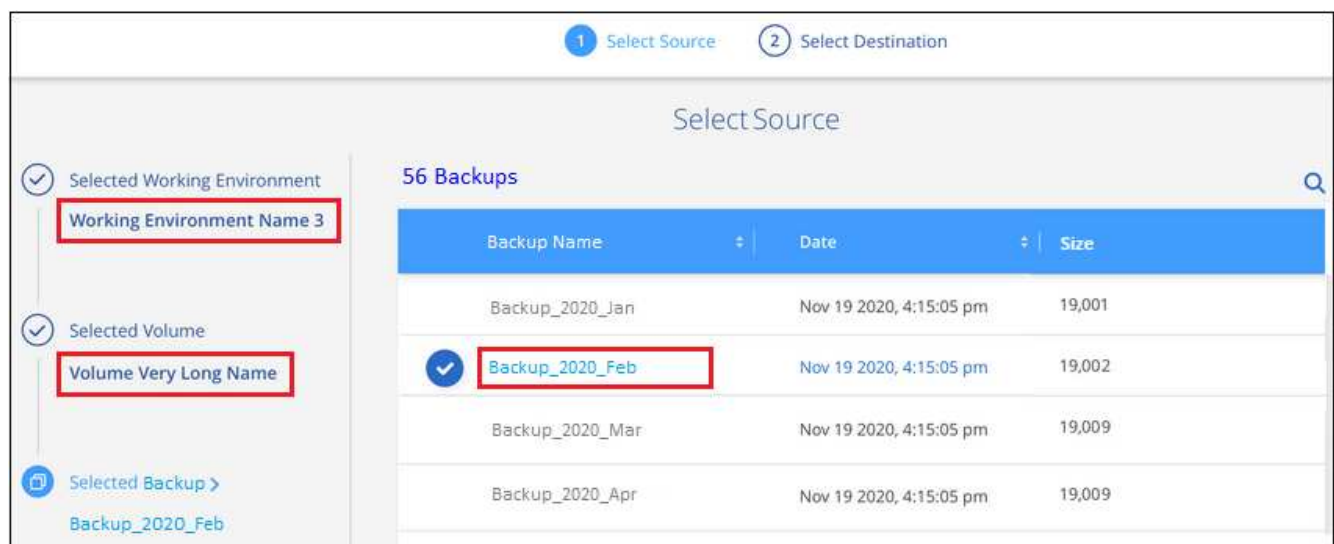 1 Select Source 2 Select Destination
Select Source
Selected Working Environment
Working Environment Name 3
Selected Volume
Volume Very Long Name
Selected Backup >
Backup_2020_Feb
56 Backups
Backup Name Date Size
Backup_2020_Jan Nov 19 2020, 4:15:05 pm 19,001
Backup_2020_Feb Nov 19 2020, 4:15:05 pm 19,002
Backup_2020_Mar Nov 19 2020, 4:15:05 pm 19,009
Backup_2020_Apr Nov 19 2020, 4:15:05 pm 19,009